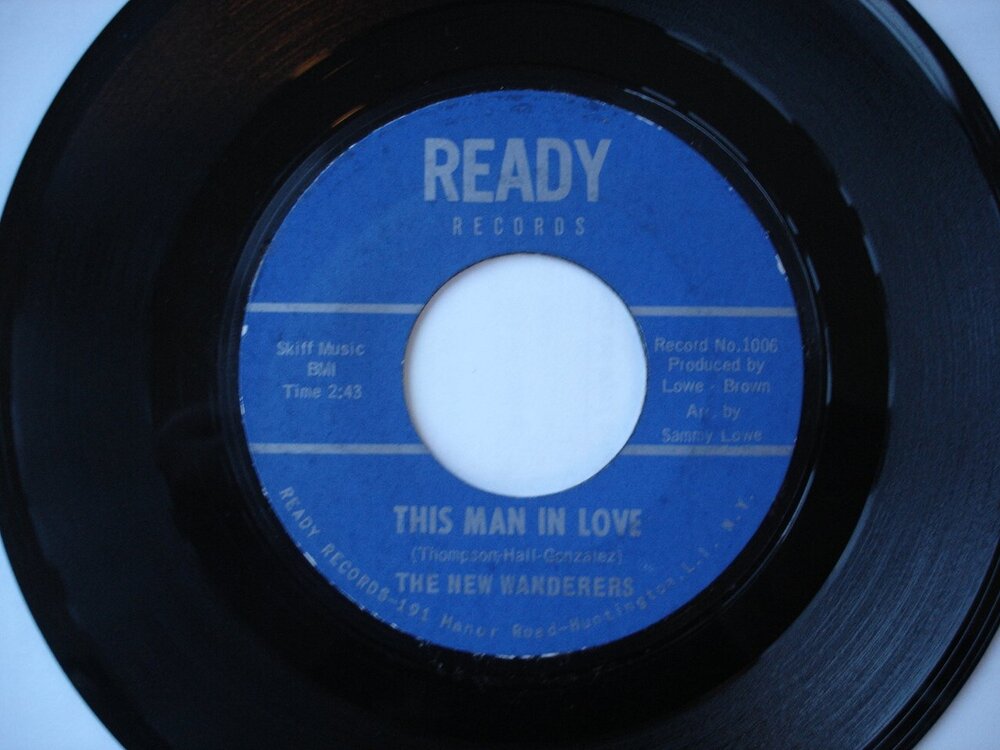 READY
RECORDS
Skiff Music
BMI
Time 2:43
Record No.1006
Produced by
Lowe - Brown
Arr. by
Sammy Lowe
THIS MAN IN LOVE
(Thompson-Hall-Gonzalez)
THE NEW WANDERERS
READY RECORDS-191 Manor Road-Huntington, L.I., N.Y.